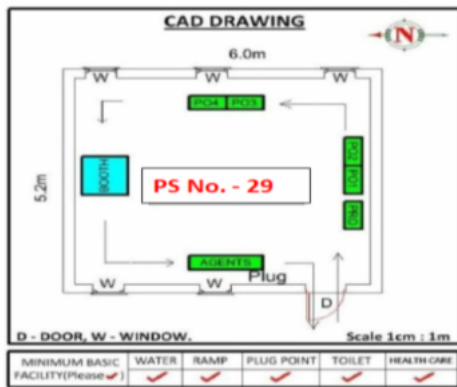 CAD DRAWING
N
6.0m
W W W
PO4 PO3
5.2m
BOOTH
PS No. - 29
PO2
PO1
PRO
AGENTS
Plug
W W
D
D - DOOR, W - WINDOW. Scale 1cm : 1m
MINIMUM BASIC FACILITY(Please ✓) WATER RAMP PLUG POINT TOILET HEALTH CARE
✓ ✓ ✓ ✓ ✓